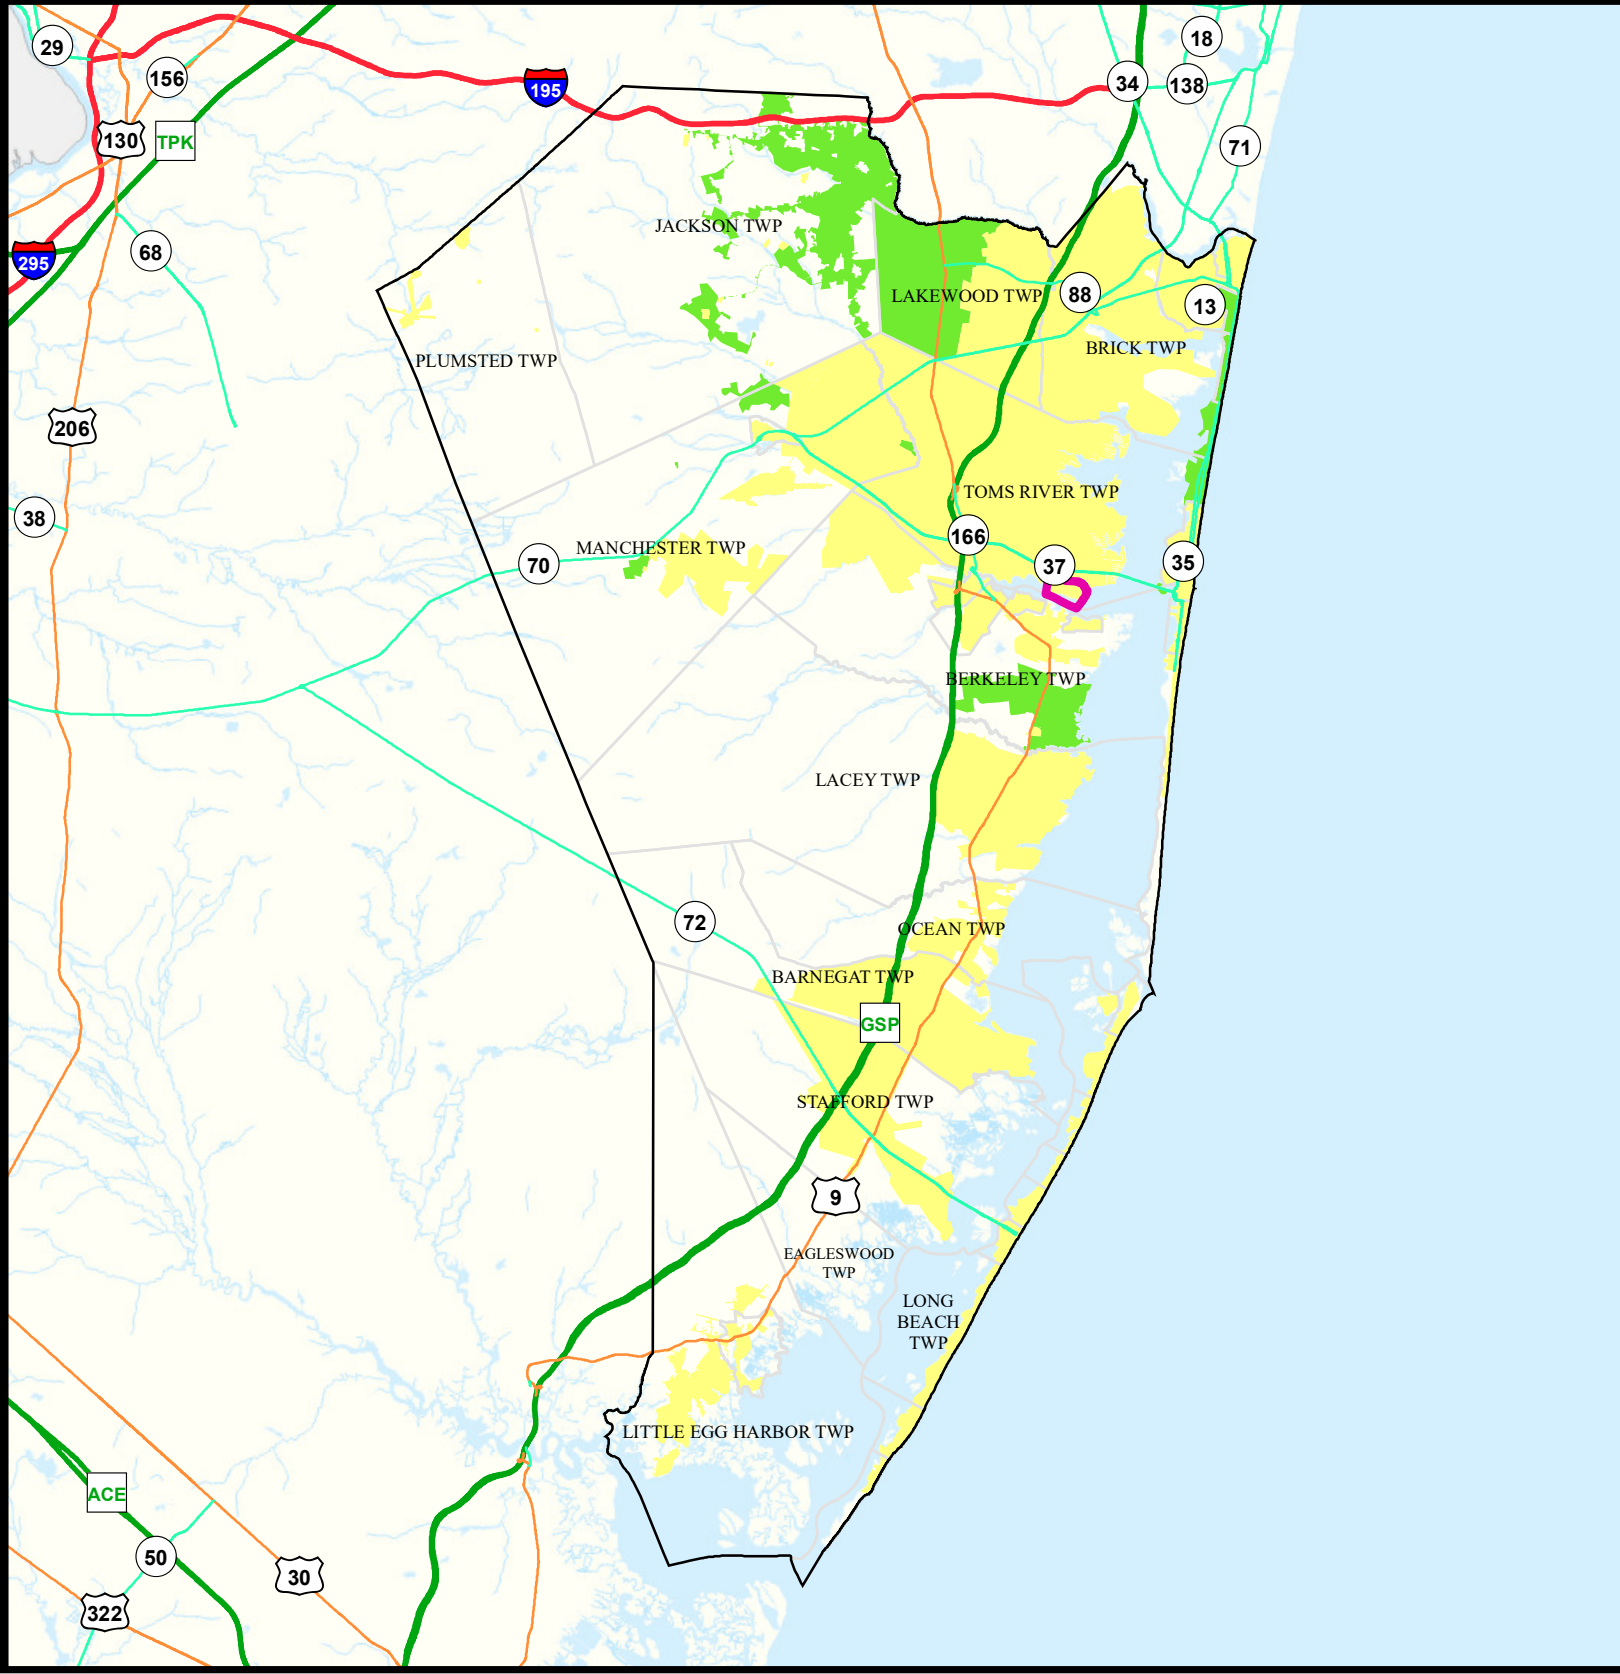 29
18
156
195
34
138
130
TPK
71
JACKSON TWP
68
295
LAKEWOOD TWP
88
13
BRICK TWP
PLUMSTED TWP
206
TOMS RIVER TWP
38
166
MANCHESTER TWP
70
37
35
BERKELEY TWP
LACEY TWP
72
OCEAN TWP
BARNEGAT TWP
GSP
STAFFORD TWP
9
EAGLESWOOD
TWP
LONG
BEACH
TWP
LITTLE EGG HARBOR TWP
ACE
50
30
322